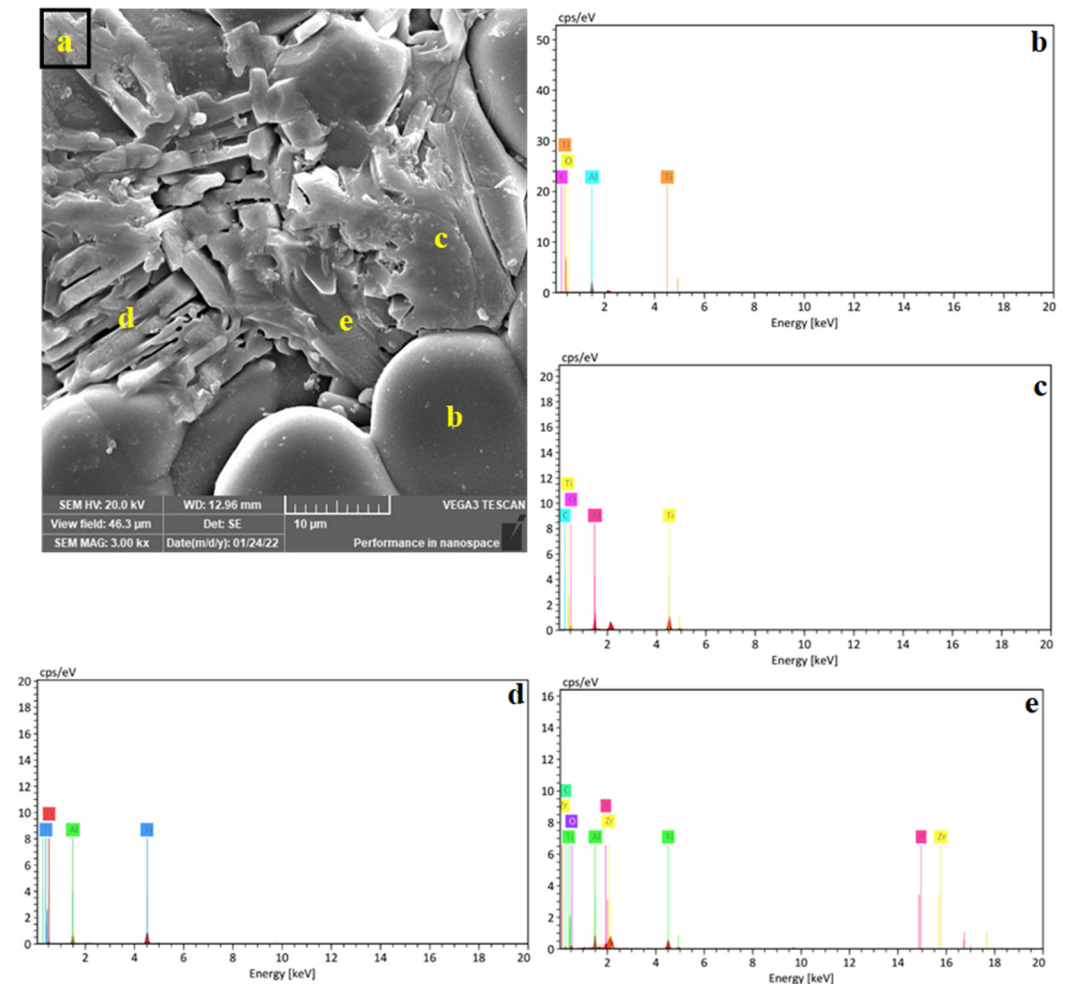 a
c
d
e
b
SEM HV: 20.0 kV WD: 12.96 mm VEGA3 TESCAN
View field: 46.3 µm Det: SE 10 µm
SEM MAG: 3.00 kx Date(m/d/y): 01/24/22 Performance in nanospace
cps/eV
b
50
40
30
Ti
O
20
C Al Ti
10
0
2 4 6 8 10 12 14 16 18 20
Energy [keV]
cps/eV
c
20
18
16
14
12
Ti
10
O
C Al Ti
8
6
4
2
0
2 4 6 8 10 12 14 16 18 20
Energy [keV]
cps/eV
d
20
18
16
14
12
10
8
Al Ti
6
4
2
0
2 4 6 8 10 12 14 16 18 20
Energy [keV]
cps/eV
e
16
14
12
10
C
Zr Y
8
O Zr
Ti Al Ti Y Zr
6
4
2
0
2 4 6 8 10 12 14 16 18 20
Energy [keV]